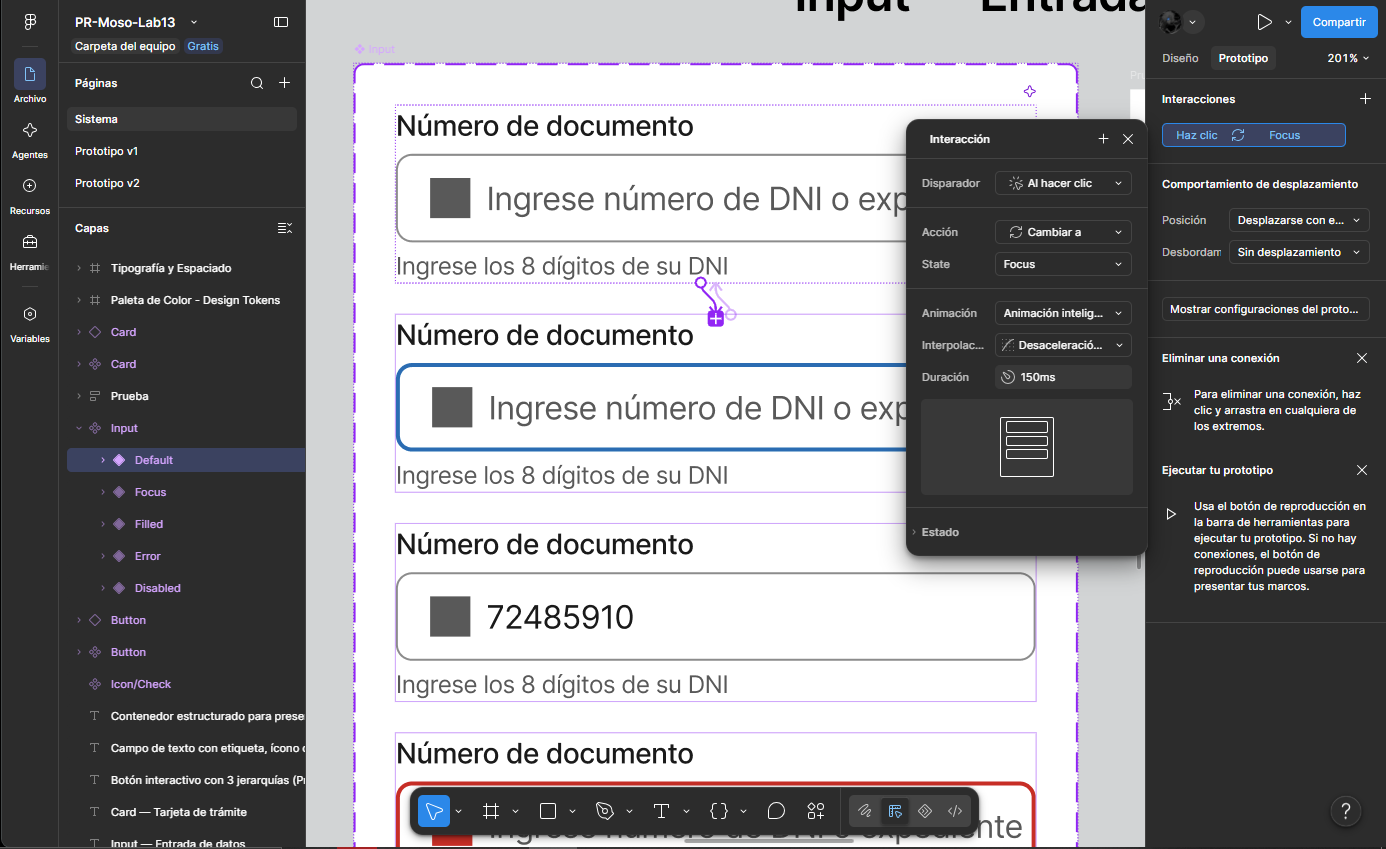 PR-Moso-Lab13
Carpeta del equipo Gratis
Archivo
Agentes
Recursos
Herramie
Variables
Páginas
Sistema
Prototipo v1
Prototipo v2
Capas
Tipografía y Espaciado
Paleta de Color - Design Tokens
Card
Card
Prueba
Input
Default
Focus
Filled
Error
Disabled
Button
Button
Icon/Check
Contenedor estructurado para prese
Campo de texto con etiqueta, ícono o
Botón interactivo con 3 jerarquías (Pr
Card — Tarjeta de trámite
Input — Entrada de datos
Input — Entrada
Input
Número de documento
Ingrese número de DNI o exp
Ingrese los 8 dígitos de su DNI
Número de documento
Ingrese número de DNI o exp
Ingrese los 8 dígitos de su DNI
Número de documento
72485910
Ingrese los 8 dígitos de su DNI
Número de documento
Ingrese número de DNI o expediente
Interacción
Disparador Al hacer clic
Acción Cambiar a
State Focus
Animación Animación intelig...
Interpolac... Desaceleració...
Duración 150ms
Estado
Compartir
Diseño Prototipo 201%
Interacciones
Haz clic Focus
Comportamiento de desplazamiento
Posición Desplazarse con e...
Desbordam Sin desplazamiento
Mostrar configuraciones del proto...
Eliminar una conexión
Para eliminar una conexión, haz
clic y arrastra en cualquiera de
los extremos.
Ejecutar tu prototipo
Usa el botón de reproducción en
la barra de herramientas para
ejecutar tu prototipo. Si no hay
conexiones, el botón de
reproducción puede usarse para
presentar tus marcos.
?